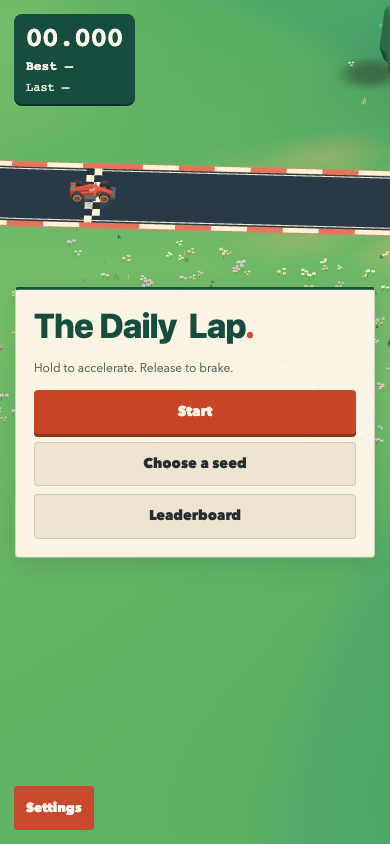 00.000
Best –
Last –
The Daily Lap.
Hold to accelerate. Release to brake.
Start
Choose a seed
Leaderboard
Settings